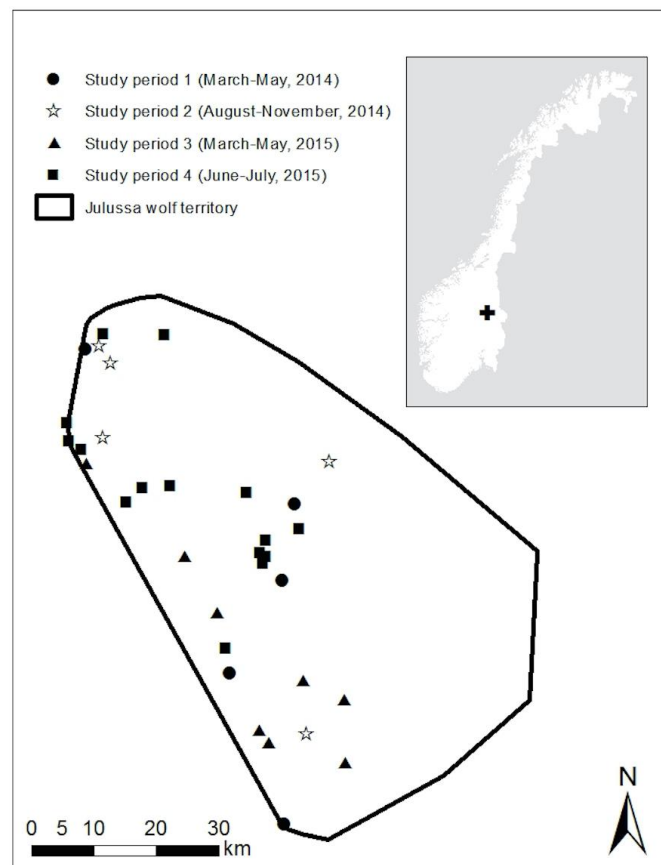 Study period 1 (March-May, 2014)
Study period 2 (August-November, 2014)
Study period 3 (March-May, 2015)
Study period 4 (June-July, 2015)
Julussa wolf territory
N
0 5 10 20 30
km